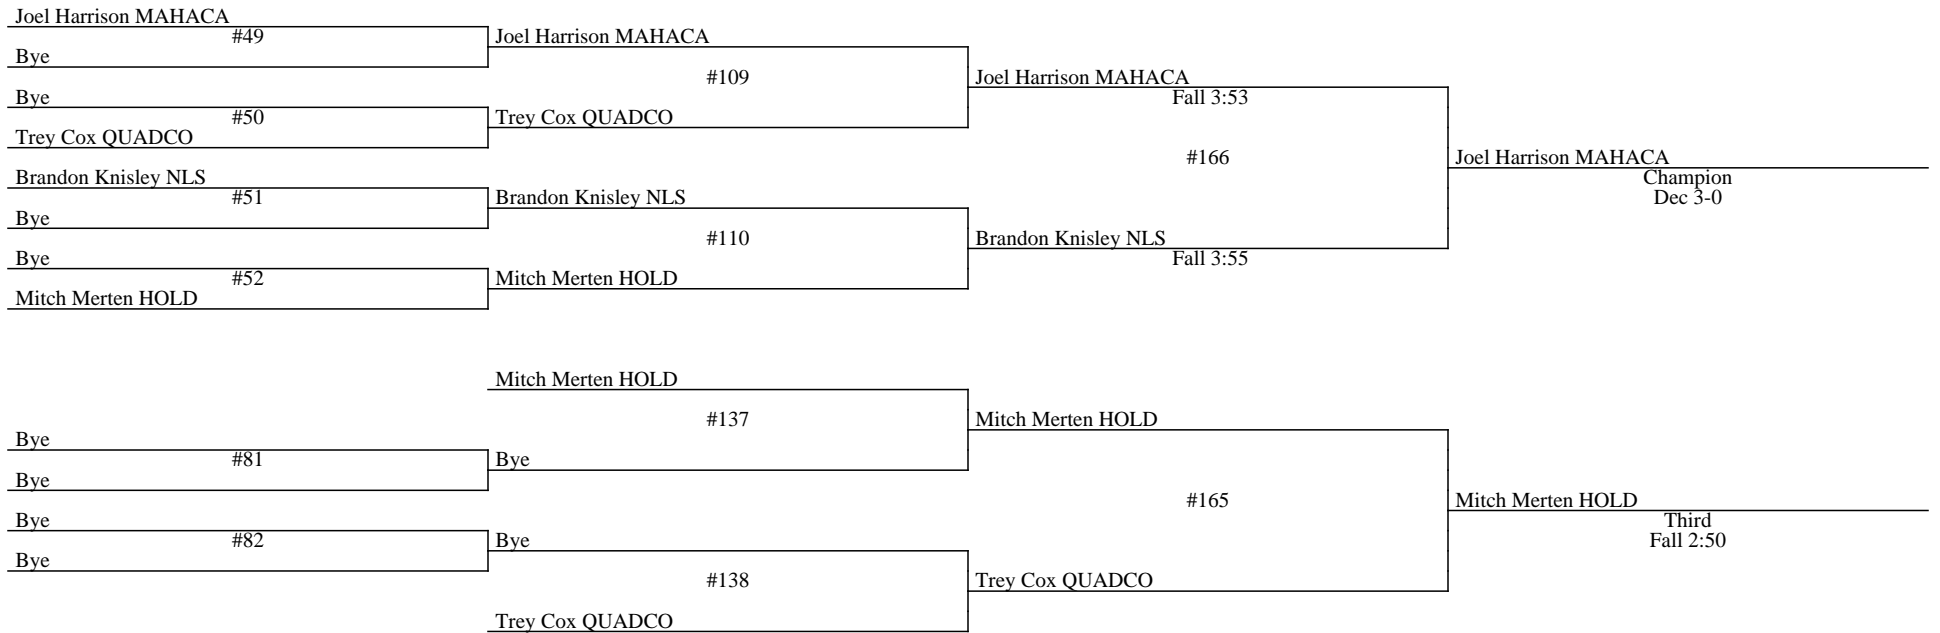 Joel Harrison MAHACA
#49
Bye
Joel Harrison MAHACA
#109
Bye
#50
Trey Cox QUADCO
Trey Cox QUADCO
Joel Harrison MAHACA
Fall 3:53
#166
Brandon Knisley NLS
#51
Bye
Brandon Knisley NLS
#110
Bye
#52
Mitch Merten HOLD
Mitch Merten HOLD
Brandon Knisley NLS
Fall 3:55
Joel Harrison MAHACA
Champion
Dec 3-0
Mitch Merten HOLD
#137
Bye
#81
Bye
Bye
Mitch Merten HOLD
#165
Bye
#82
Bye
Bye
#138
Trey Cox QUADCO
Trey Cox QUADCO
Mitch Merten HOLD
Third
Fall 2:50